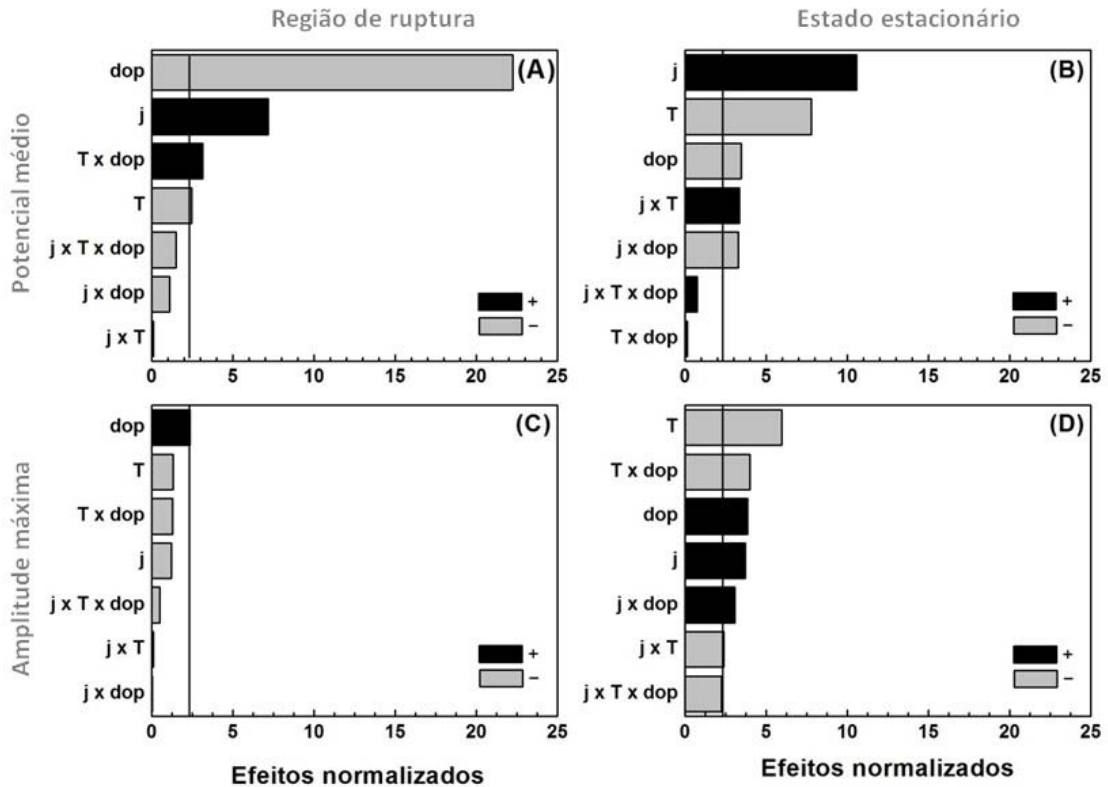 Região de ruptura
Estado estacionário
Potencial médio
(A)
dop
j
T x dop
T
j x T x dop
j x dop
j x T
+
−
0 5 10 15 20 25
(B)
j
T
dop
j x T
j x dop
j x T x dop
T x dop
+
−
0 5 10 15 20 25
Amplitude máxima
(C)
dop
T
T x dop
j
j x T x dop
j x T
j x dop
+
−
0 5 10 15 20 25
Efeitos normalizados
(D)
T
T x dop
dop
j
j x dop
j x T
j x T x dop
+
−
0 5 10 15 20 25
Efeitos normalizados